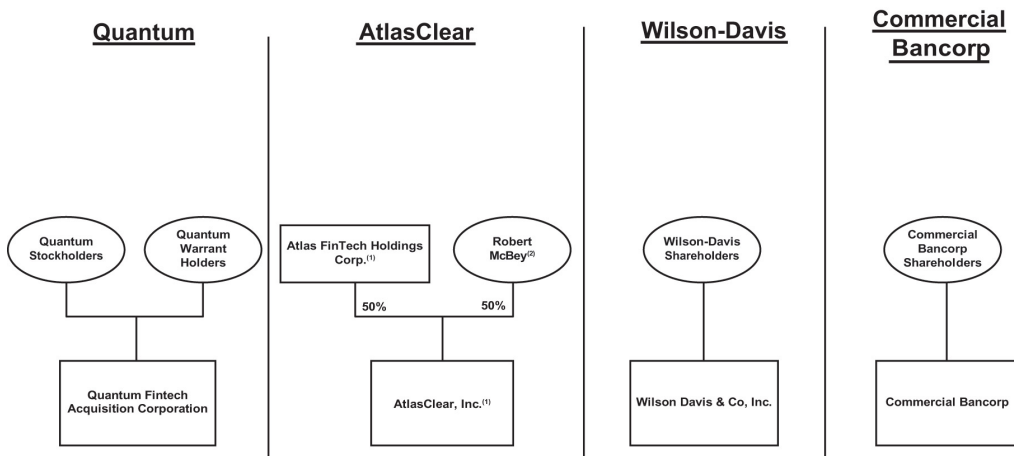 Quantum
AtlasClear
Wilson-Davis
Commercial
Bancorp
Quantum
Stockholders
Quantum
Warrant
Holders
Atlas FinTech Holdings
Corp.(1)
Robert
McBey(2)
Wilson-Davis
Shareholders
Commercial
Bancorp
Shareholders
50%
50%
Quantum Fintech
Acquisition Corporation
AtlasClear, Inc.(1)
Wilson Davis & Co, Inc.
Commercial Bancorp